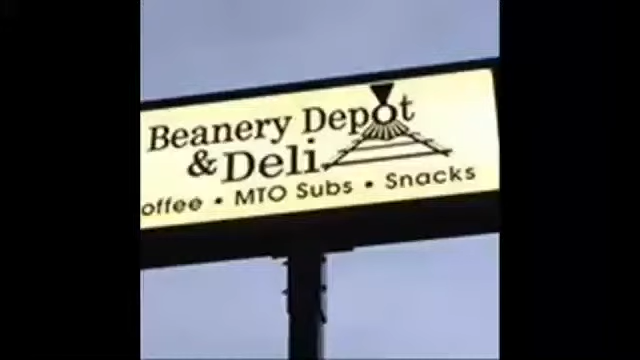 Beanery Depot
& Deli
offee • MTO Subs • Snacks